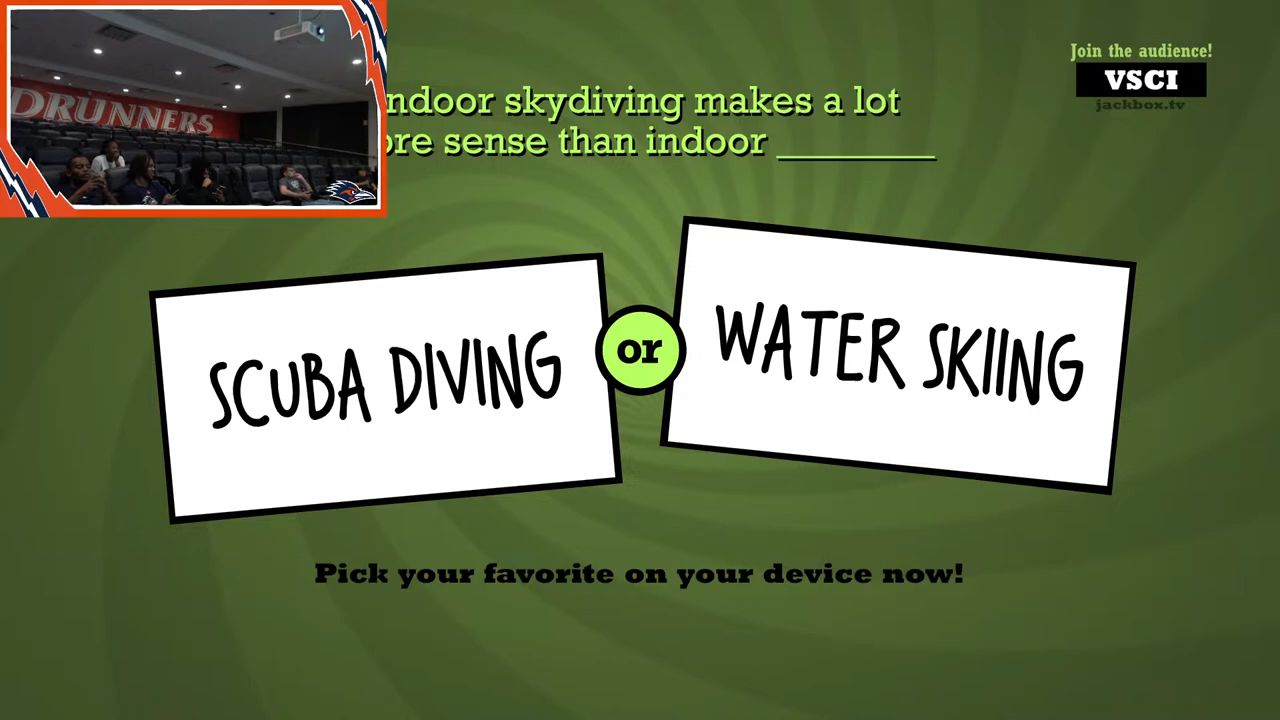 DRUNNERS
Join the audience!
VSCI
jackbox.tv
ndoor skydiving makes a lot
ore sense than indoor ________
SCUBA DIVING
or
WATER SKIING
Pick your favorite on your device now!